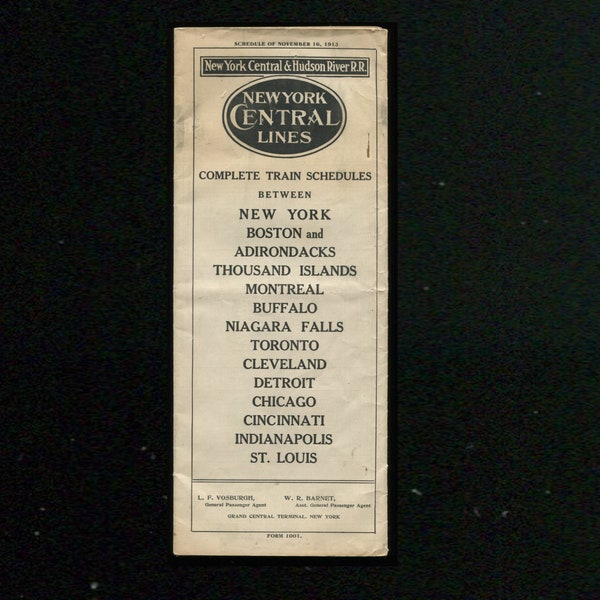 SCHEDULE OF NOVEMBER 16, 1913
New York Central & Hudson River R.R.
NEW YORK
CENTRAL
LINES
COMPLETE TRAIN SCHEDULES
BETWEEN
NEW YORK
BOSTON and
ADIRONDACKS
THOUSAND ISLANDS
MONTREAL
BUFFALO
NIAGARA FALLS
TORONTO
CLEVELAND
DETROIT
CHICAGO
CINCINNATI
INDIANAPOLIS
ST. LOUIS
L. F. VOSBURGH, W. R. BARNET,
General Passenger Agent Asst. General Passenger Agent
GRAND CENTRAL TERMINAL, NEW YORK
FORM 1001.